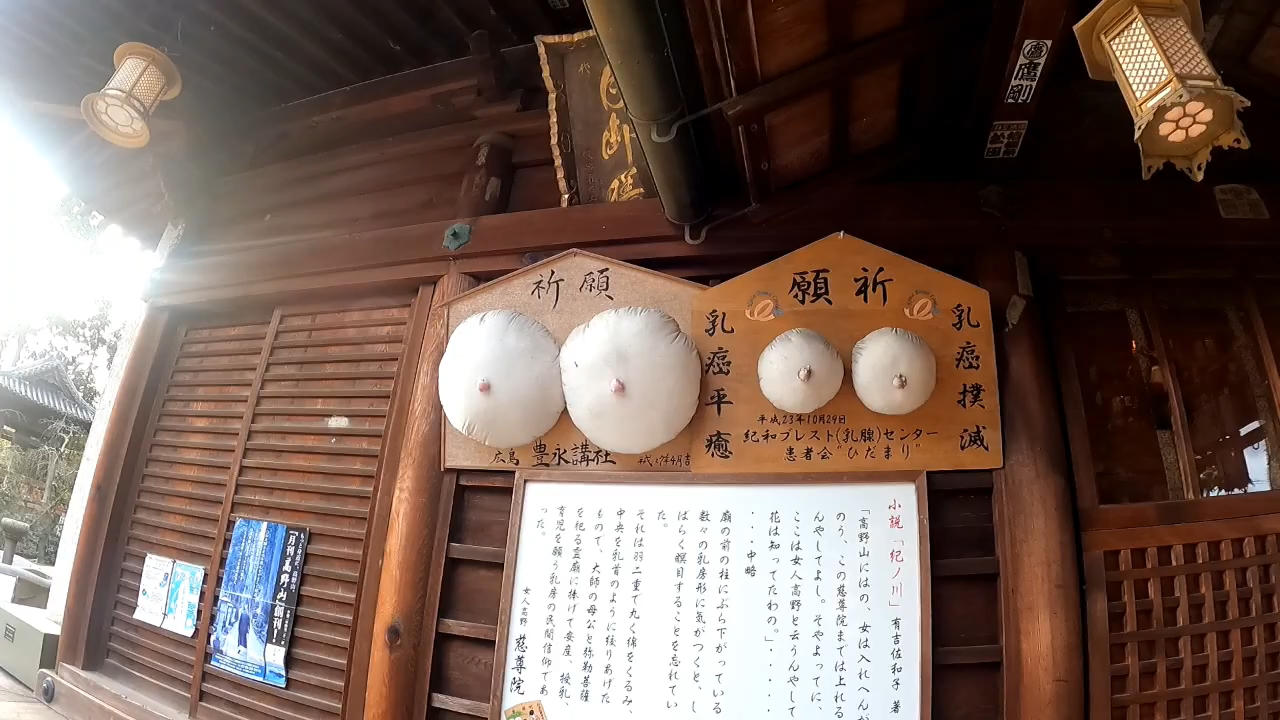 鷹
鷹剛
祈願
広島 豊永講社
平成27年4月吉
乳癌平癒
願祈
乳癌撲滅
平成23年10月29日
紀和ブレスト(乳腺)センター
患者会"ひだまり"
小説「紀ノ川」 有吉佐和子 著
「高野山にはの、女は入れへんが
のう、この慈尊院までは上れる
んやしてよし。そやよってに、
ここは女人高野と云うんやして
花は知ってたわの。」・・・・
・・・中略
廟の前の柱にぶら下がっている
数々の乳房形に気がつくと、し
ばらく瞑目することを忘れてい
た。
それは羽二重で丸く綿をくるみ、
中央を乳首のように絞りあげた
もので、大師の母公と弥勒菩薩
を祀る霊廟に捧げて安産、授乳、
育児を願う乳房の民間信仰であ
った。
女人高野 慈尊院
「月刊高野山」創刊!